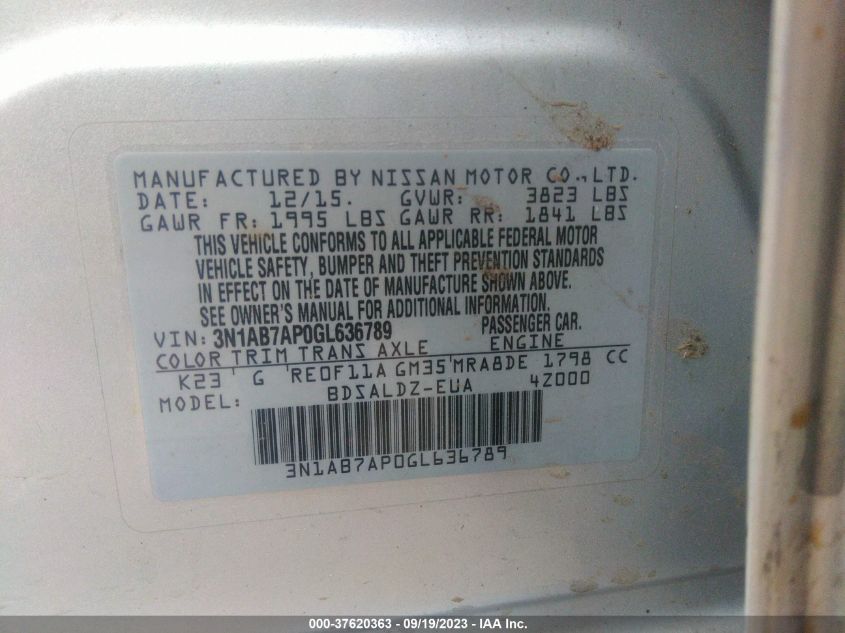 MANUFACTURED BY NISSAN MOTOR CO., LTD.
DATE: 12/15. GVWR: 3823 LBS
GAWR FR: 1995 LBS GAWR RR: 1841 LBS
THIS VEHICLE CONFORMS TO ALL APPLICABLE FEDERAL MOTOR
VEHICLE SAFETY, BUMPER AND THEFT PREVENTION STANDARDS
IN EFFECT ON THE DATE OF MANUFACTURE SHOWN ABOVE.
SEE OWNER'S MANUAL FOR ADDITIONAL INFORMATION.
VIN: 3N1AB7AP0GL636789 PASSENGER CAR.
COLOR TRIM TRANS AXLE ENGINE
K23 ' G 'RE0F11A GM35'MRA8DE 1798 CC
MODEL: BDSALDZ-EUA 4Z000
3N1AB7AP0GL636789
000-37620363 - 09/19/2023 - IAA Inc.